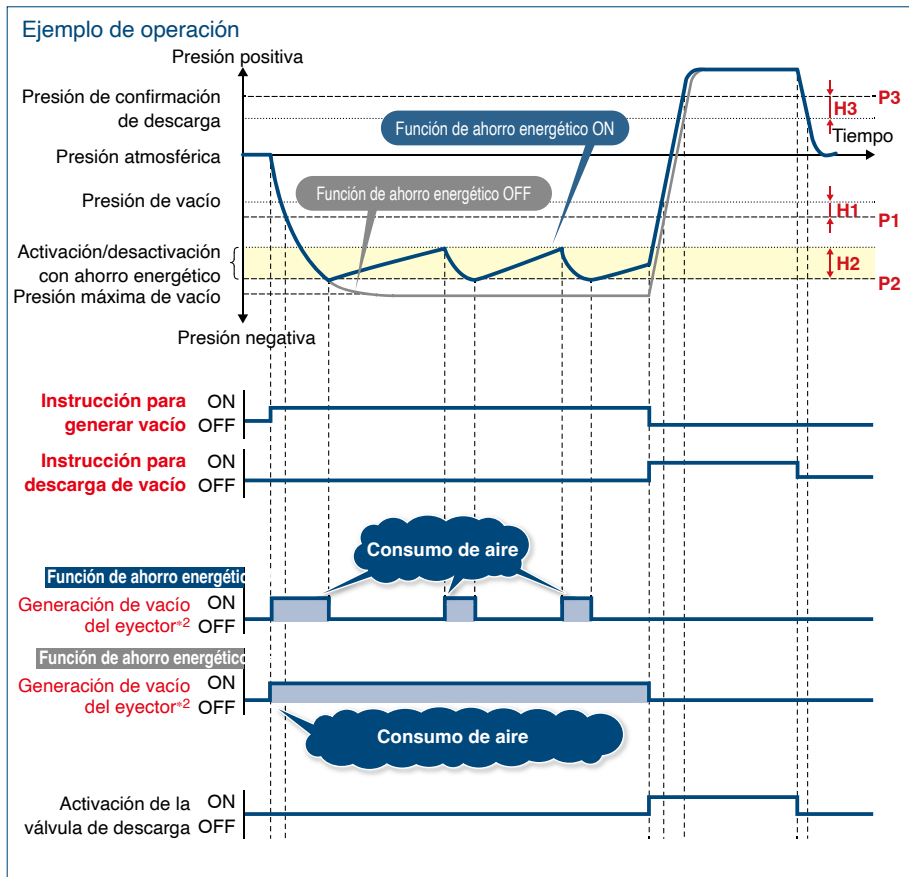 Ejemplo de operación
Presión positiva
Presión de confirmación
de descarga
P3
H3
Función de ahorro energético ON
Tiempo
Presión atmosférica
Función de ahorro energético OFF
Presión de vacío
H1
P1
Activación/desactivación
con ahorro energético
H2
P2
Presión máxima de vacío
Presión negativa
Instrucción para
generar vacío
ON
OFF
Instrucción para
descarga de vacío
ON
OFF
Consumo de aire
Función de ahorro energétic
Generación de vacío
del eyector*2
ON
OFF
Función de ahorro energético
Generación de vacío
del eyector*2
ON
OFF
Consumo de aire
Activación de la
válvula de descarga
ON
OFF